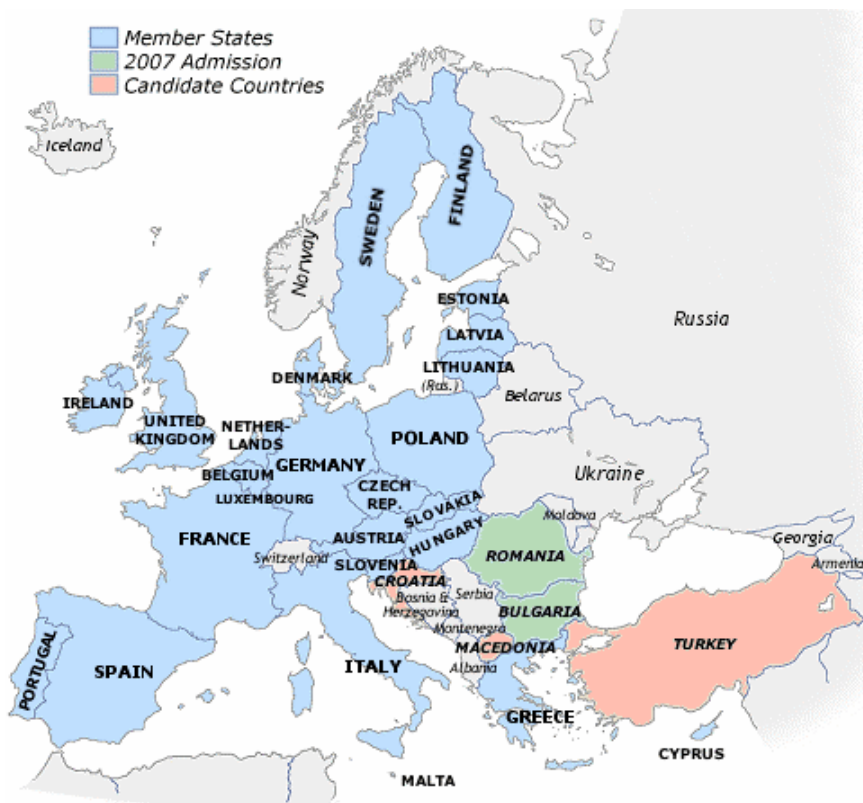 Member States
2007 Admission
Candidate Countries
Iceland
FINLAND
SWEDEN
Norway
ESTONIA
Russia
LATVIA
LITHUANIA
DENMARK
(Rus.)
Belarus
IRELAND
UNITED
KINGDOM
NETHER-
LANDS
POLAND
BELGIUM
GERMANY
Ukraine
CZECH
REP.
LUXEMBOURG
SLOVAKIA
Moldova
FRANCE
AUSTRIA
HUNGARY
Georgia
Switzerland
ROMANIA
SLOVENIA
Armenia
CROATIA
Bosnia &
Herzegovina
Serbia
BULGARIA
Montenegro
PORTUGAL
SPAIN
ITALY
MACEDONIA
TURKEY
Albania
GREECE
CYPRUS
MALTA